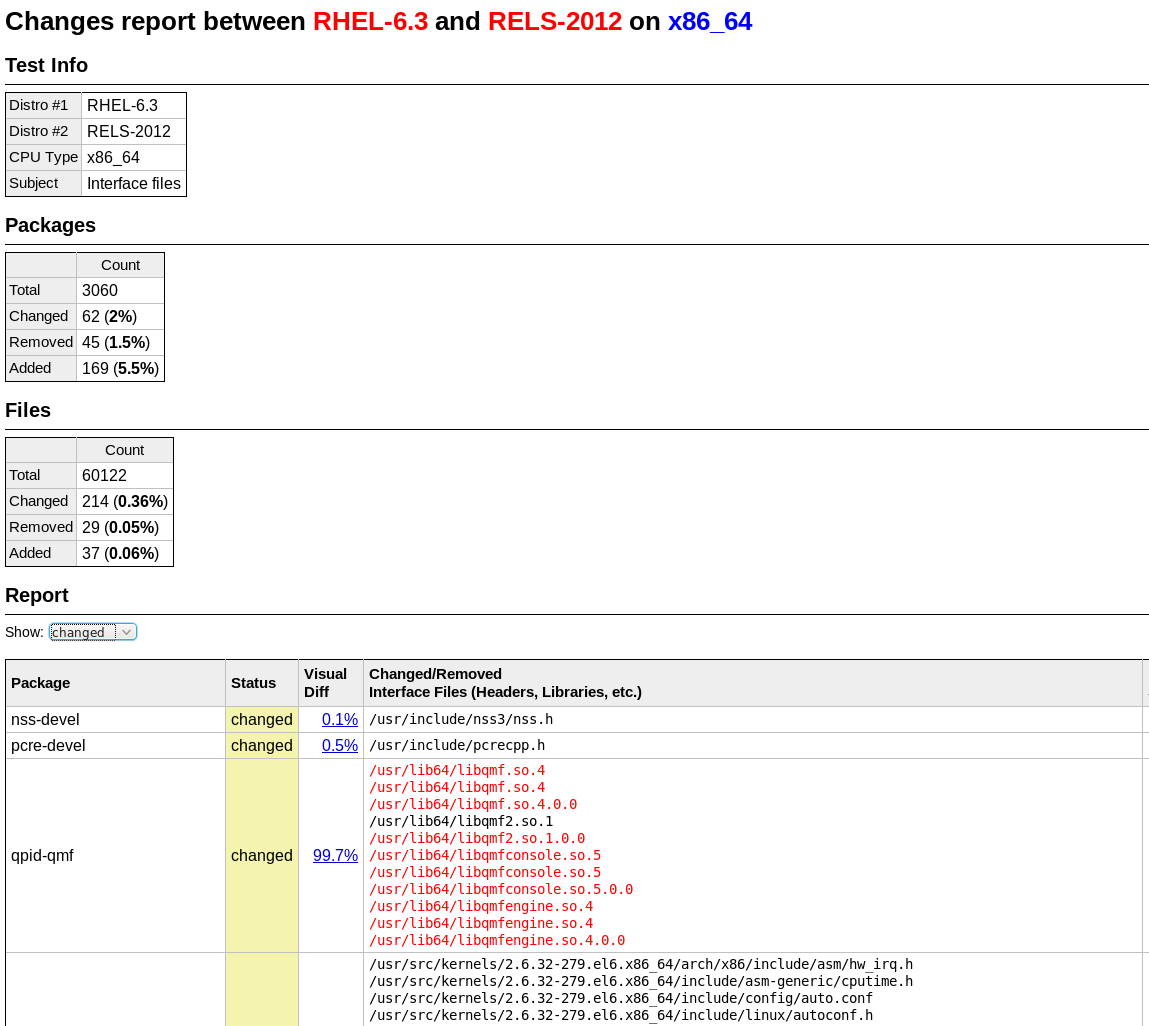 Changes report between RHEL-6.3 and RELS-2012 on x86_64
Test Info
Distro #1 RHEL-6.3
Distro #2 RELS-2012
CPU Type x86_64
Subject Interface files
Packages
Count
Total 3060
Changed 62 (2%)
Removed 45 (1.5%)
Added 169 (5.5%)
Files
Count
Total 60122
Changed 214 (0.36%)
Removed 29 (0.05%)
Added 37 (0.06%)
Report
Show: changed
Package Status Visual Diff Changed/Removed
Interface Files (Headers, Libraries, etc.)
nss-devel changed 0.1% /usr/include/nss3/nss.h
pcre-devel changed 0.5% /usr/include/pcrecpp.h
qpid-qmf changed 99.7% /usr/lib64/libqmf.so.4
/usr/lib64/libqmf.so.4
/usr/lib64/libqmf.so.4.0.0
/usr/lib64/libqmf2.so.1
/usr/lib64/libqmf2.so.1.0.0
/usr/lib64/libqmfconsole.so.5
/usr/lib64/libqmfconsole.so.5
/usr/lib64/libqmfconsole.so.5.0.0
/usr/lib64/libqmfengine.so.4
/usr/lib64/libqmfengine.so.4
/usr/lib64/libqmfengine.so.4.0.0
/usr/src/kernels/2.6.32-279.el6.x86_64/arch/x86/include/asm/hw_irq.h
/usr/src/kernels/2.6.32-279.el6.x86_64/include/asm-generic/cputime.h
/usr/src/kernels/2.6.32-279.el6.x86_64/include/config/auto.conf
/usr/src/kernels/2.6.32-279.el6.x86_64/include/linux/autoconf.h